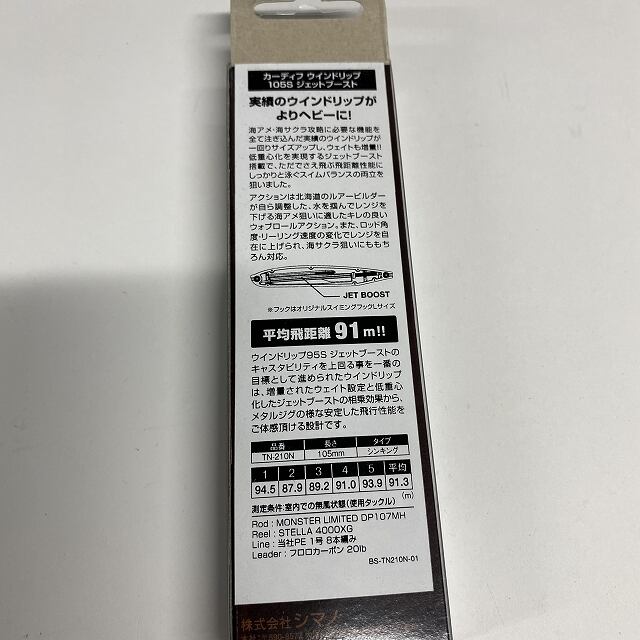 カーディフ ウインドリップ
105S ジェットブースト
実績のウインドリップが
よりヘビーに!
海アメ・海サクラ攻略に必要な機能を
全て注ぎ込んだ実績のウインドリップが
一回りサイズアップし、ウェイトも増量!!
低重心化を実現するジェットブースト
搭載で、ただでさえ飛ぶ飛距離性能に
しっかりと泳ぐスイムバランスの両立を
狙いました。
アクションは北海道のルアービルダー
が自ら調整した、水を掴んでレンジを
下げる海アメ狙いに適したキレの良い
ウォブロールアクション。また、ロッド角
度・リーリング速度の変化でレンジを自
在に上げられ、海サクラ狙いにももち
ろん対応。
JET BOOST
※フックはオリジナルスイミングフックLサイズ
平均飛距離 91m!!
ウインドリップ95S ジェットブーストの
キャスタビリティを上回る事を一番の
目標として進められたウインドリップ
は、増量されたウェイト設定と低重心
化したジェットブーストの相乗効果から、
メタルジグの様な安定した飛行性能を
ご体感頂ける設計です。
品番 長さ タイプ
TN-210N 105mm シンキング
1 2 3 4 5 平均
94.5 87.9 89.2 91.0 93.9 91.3
(m)
測定条件:室内での無風状態(使用タックル)
Rod : MONSTER LIMITED DP107MH
Reel : STELLA 4000XG
Line : 当社PE 1号 8本編み
Leader : フロロカーボン 20lb
BS-TN210N-01
株式会社シマノ